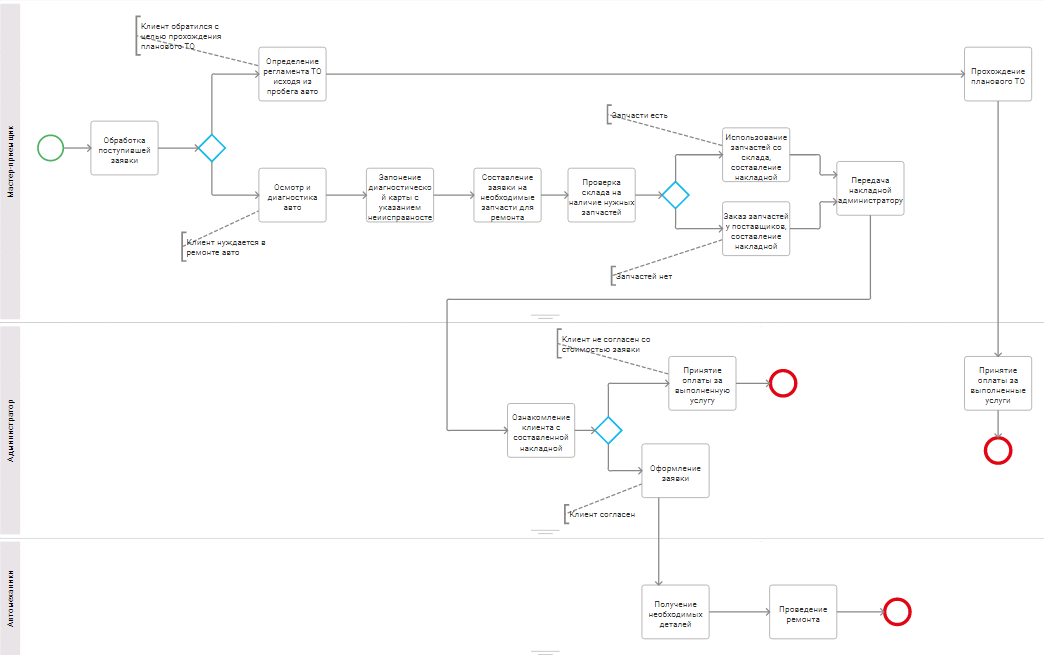 Мастер-приемщик
Клиент обратился с
целью прохождения
планового ТО
Определение
регламента ТО
исходя из
пробега авто
Прохождение
планового ТО
Обработка
поступившей
заявки
Запчасти есть
Использование
запчастей со
склада,
составление
накладной
Осмотр и
диагностика
авто
Запонение
диагностическо
й карты с
указанием
неиисправносте
Составление
заявки на
необходимые
запчасти для
ремонта
Проверка
склада на
наличие нужных
запчастей
Передача
накладной
администратору
Заказ запчастей
у поставщиков,
составление
накладной
Клиент нуждается в
ремонте авто
Запчастей нет
Администратор
Клиент не согласен со
стоимостью заявки
Принятие
оплаты за
выполненную
услугу
Принятие
оплаты за
выполненные
услуги
Ознакомление
клиента с
составленной
накладной
Оформление
заявки
Клиент согласен
Автомеханики
Получение
необходимых
деталей
Проведение
ремонта